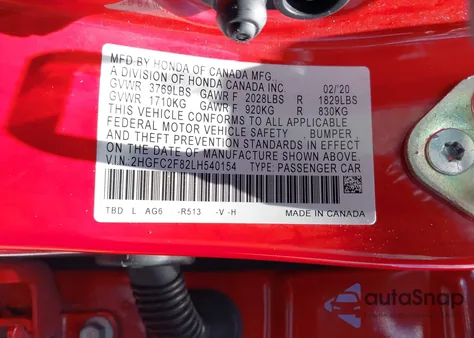 MFD BY HONDA OF CANADA MFG.,
A DIVISION OF HONDA CANADA INC. 02/'20
GVWR 3769LBS GAWR F 2028LBS R 1829LBS
GVWR 1710KG GAWR F 920KG R 830KG
THIS VEHICLE CONFORMS TO ALL APPLICABLE
FEDERAL MOTOR VEHICLE SAFETY , BUMPER ,
AND THEFT PREVENTION STANDARDS IN EFFECT
ON THE DATE OF MANUFACTURE SHOWN ABOVE.
VIN:2HGFC2F82LH540154 TYPE: PASSENGER CAR
TBD L AG6 -R513 -V -H MADE IN CANADA
autoSnap